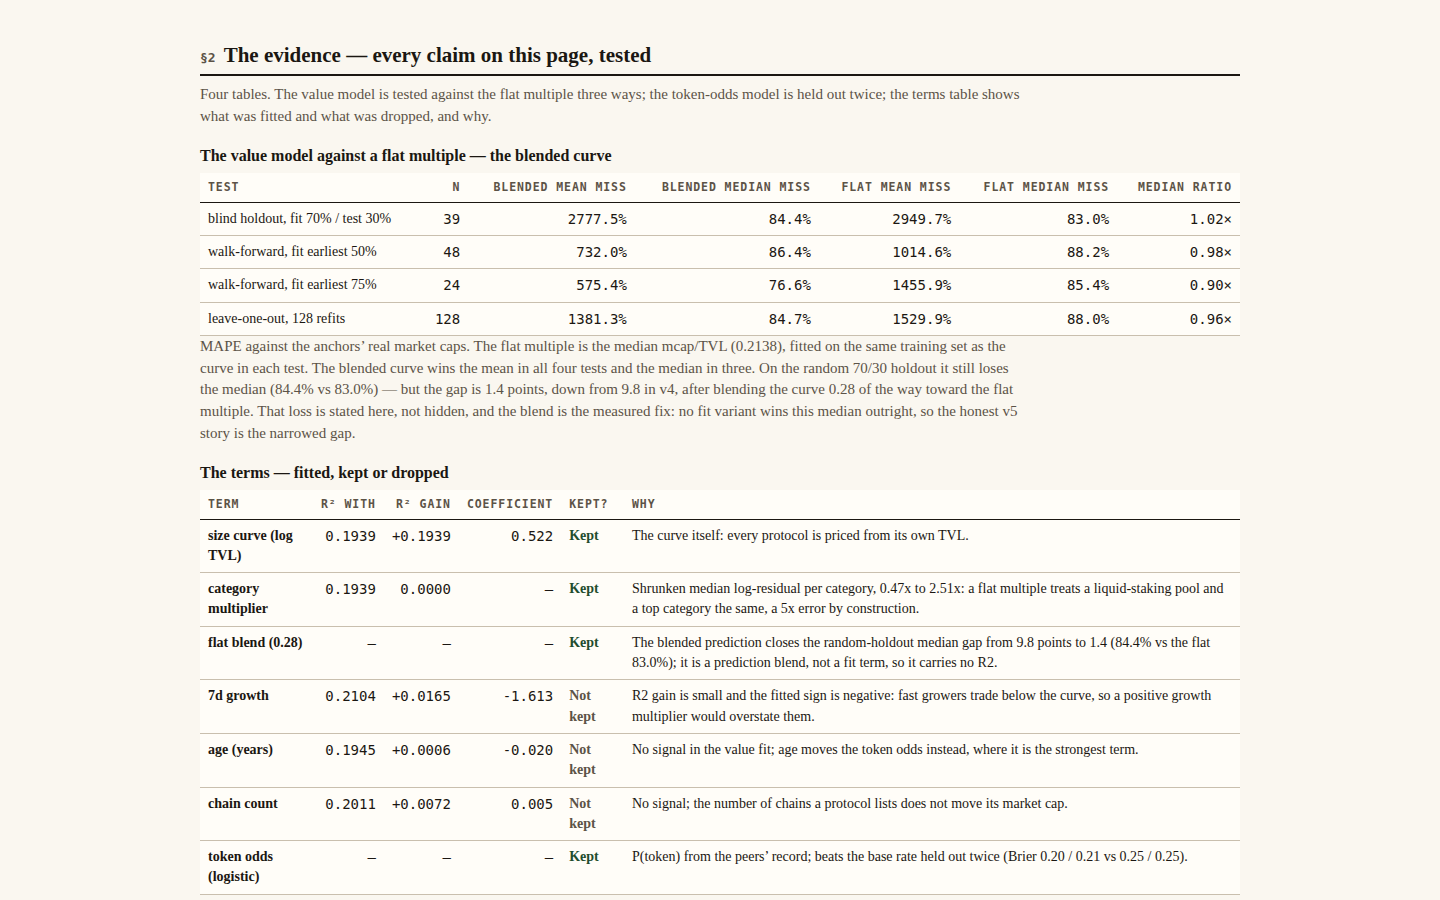 §2 The evidence — every claim on this page, tested
Four tables. The value model is tested against the flat multiple three ways; the token-odds model is held out twice; the terms table shows
what was fitted and what was dropped, and why.
The value model against a flat multiple — the blended curve
TEST N BLENDED MEAN MISS BLENDED MEDIAN MISS FLAT MEAN MISS FLAT MEDIAN MISS MEDIAN RATIO
blind holdout, fit 70% / test 30% 39 2777.5% 84.4% 2949.7% 83.0% 1.02×
walk-forward, fit earliest 50% 48 732.0% 86.4% 1014.6% 88.2% 0.98×
walk-forward, fit earliest 75% 24 575.4% 76.6% 1455.9% 85.4% 0.90×
leave-one-out, 128 refits 128 1381.3% 84.7% 1529.9% 88.0% 0.96×
MAPE against the anchors’ real market caps. The flat multiple is the median mcap/TVL (0.2138), fitted on the same training set as the
curve in each test. The blended curve wins the mean in all four tests and the median in three. On the random 70/30 holdout it still loses
the median (84.4% vs 83.0%) — but the gap is 1.4 points, down from 9.8 in v4, after blending the curve 0.28 of the way toward the flat
multiple. That loss is stated here, not hidden, and the blend is the measured fix: no fit variant wins this median outright, so the honest v5
story is the narrowed gap.
The terms — fitted, kept or dropped
TERM R² WITH R² GAIN COEFFICIENT KEPT? WHY
size curve (log 0.1939 +0.1939 0.522 Kept The curve itself: every protocol is priced from its own TVL.
TVL)
category 0.1939 0.0000 — Kept Shrunken median log-residual per category, 0.47x to 2.51x: a flat multiple treats a liquid-staking pool and
multiplier a top category the same, a 5x error by construction.
flat blend (0.28) — — — Kept The blended prediction closes the random-holdout median gap from 9.8 points to 1.4 (84.4% vs the flat
83.0%); it is a prediction blend, not a fit term, so it carries no R2.
7d growth 0.2104 +0.0165 -1.613 Not R2 gain is small and the fitted sign is negative: fast growers trade below the curve, so a positive growth
kept multiplier would overstate them.
age (years) 0.1945 +0.0006 -0.020 Not No signal in the value fit; age moves the token odds instead, where it is the strongest term.
kept
chain count 0.2011 +0.0072 0.005 Not No signal; the number of chains a protocol lists does not move its market cap.
kept
token odds — — — Kept P(token) from the peers’ record; beats the base rate held out twice (Brier 0.20 / 0.21 vs 0.25 / 0.25).
(logistic)